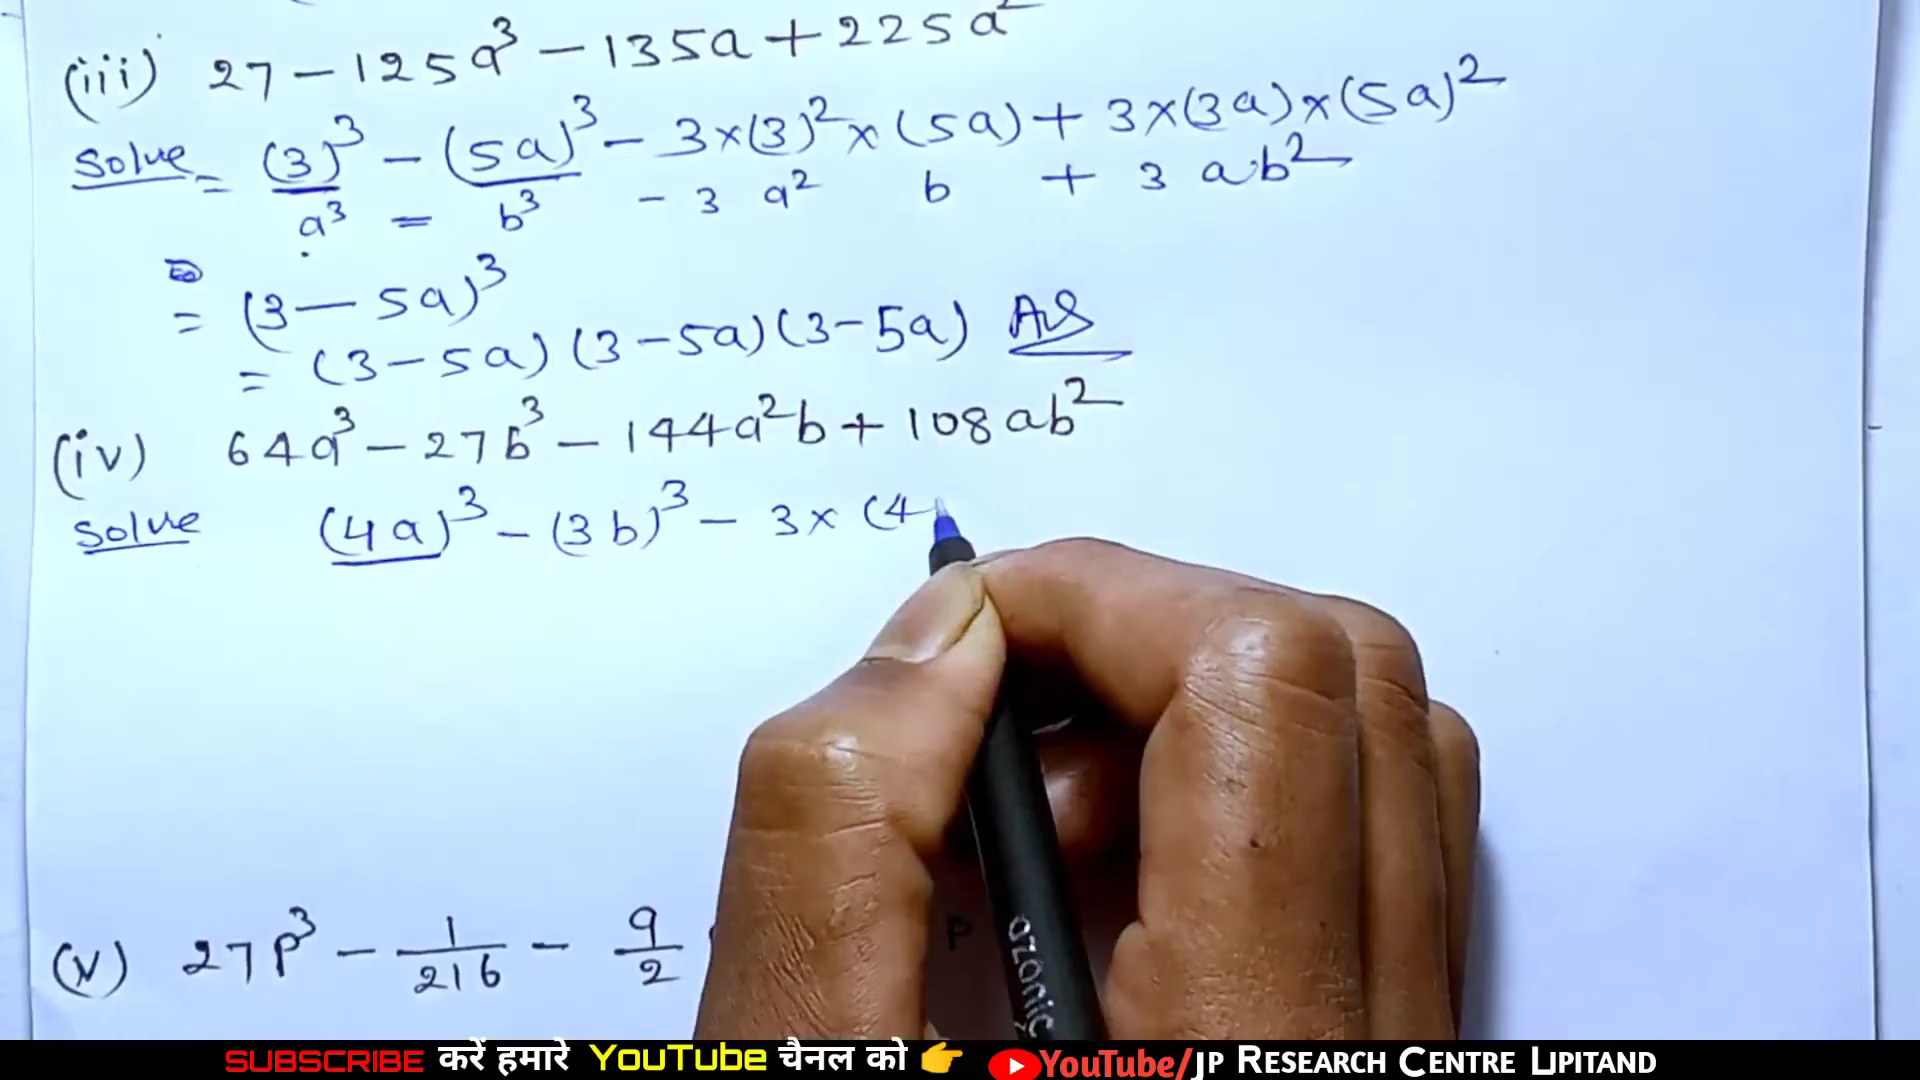 (iii) 27 - 125a³ - 135a + 225a²
Solve = (3)³ - (5a)³ - 3×(3)²×(5a) + 3×(3a)×(5a)²
a³ = b³ - 3 a² b + 3 a.b²
= (3 - 5a)³
= (3 - 5a) (3 - 5a) (3 - 5a) Ans
(iv) 64a³ - 27b³ - 144a²b + 108ab²
Solve (4a)³ - (3b)³ - 3× (4
(v) 27p³ - 1/216 - 9/2 P
ozonic
SUBSCRIBE करें हमारे YouTube चैनल को 👉 YouTube/JP RESEARCH CENTRE LIPITAND